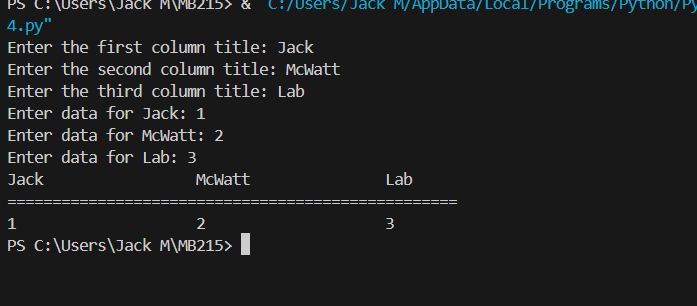 PS C:\Users\Jack M\MB215> & "C:/Users/Jack M/AppData/Local/Programs/Python/Py
4.py"
Enter the first column title: Jack
Enter the second column title: McWatt
Enter the third column title: Lab
Enter data for Jack: 1
Enter data for McWatt: 2
Enter data for Lab: 3
Jack                 McWatt               Lab
==================================================
1                    2                    3
PS C:\Users\Jack M\MB215>